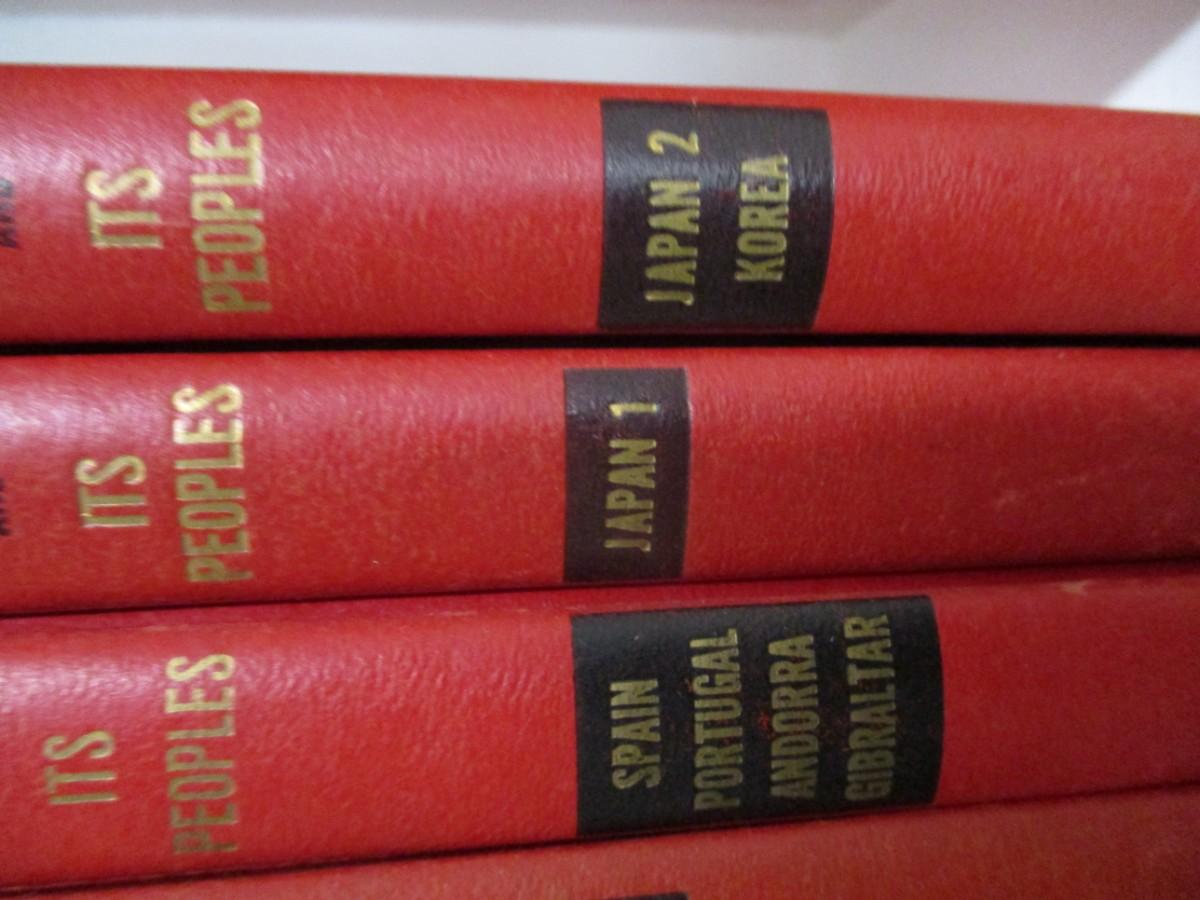 ITS
PEOPLES
JAPAN 2
KOREA
ITS
PEOPLES
JAPAN 1
ITS
PEOPLES
SPAIN
PORTUGAL
ANDORRA
GIBRALTAR